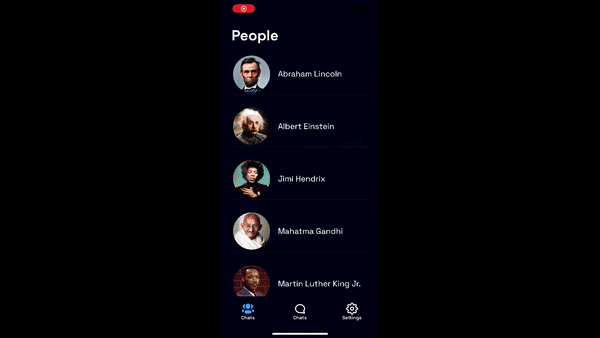 People
Abraham Lincoln
Albert Einstein
Jimi Hendrix
Mahatma Gandhi
Martin Luther King Jr.
Chats
Chats
Settings